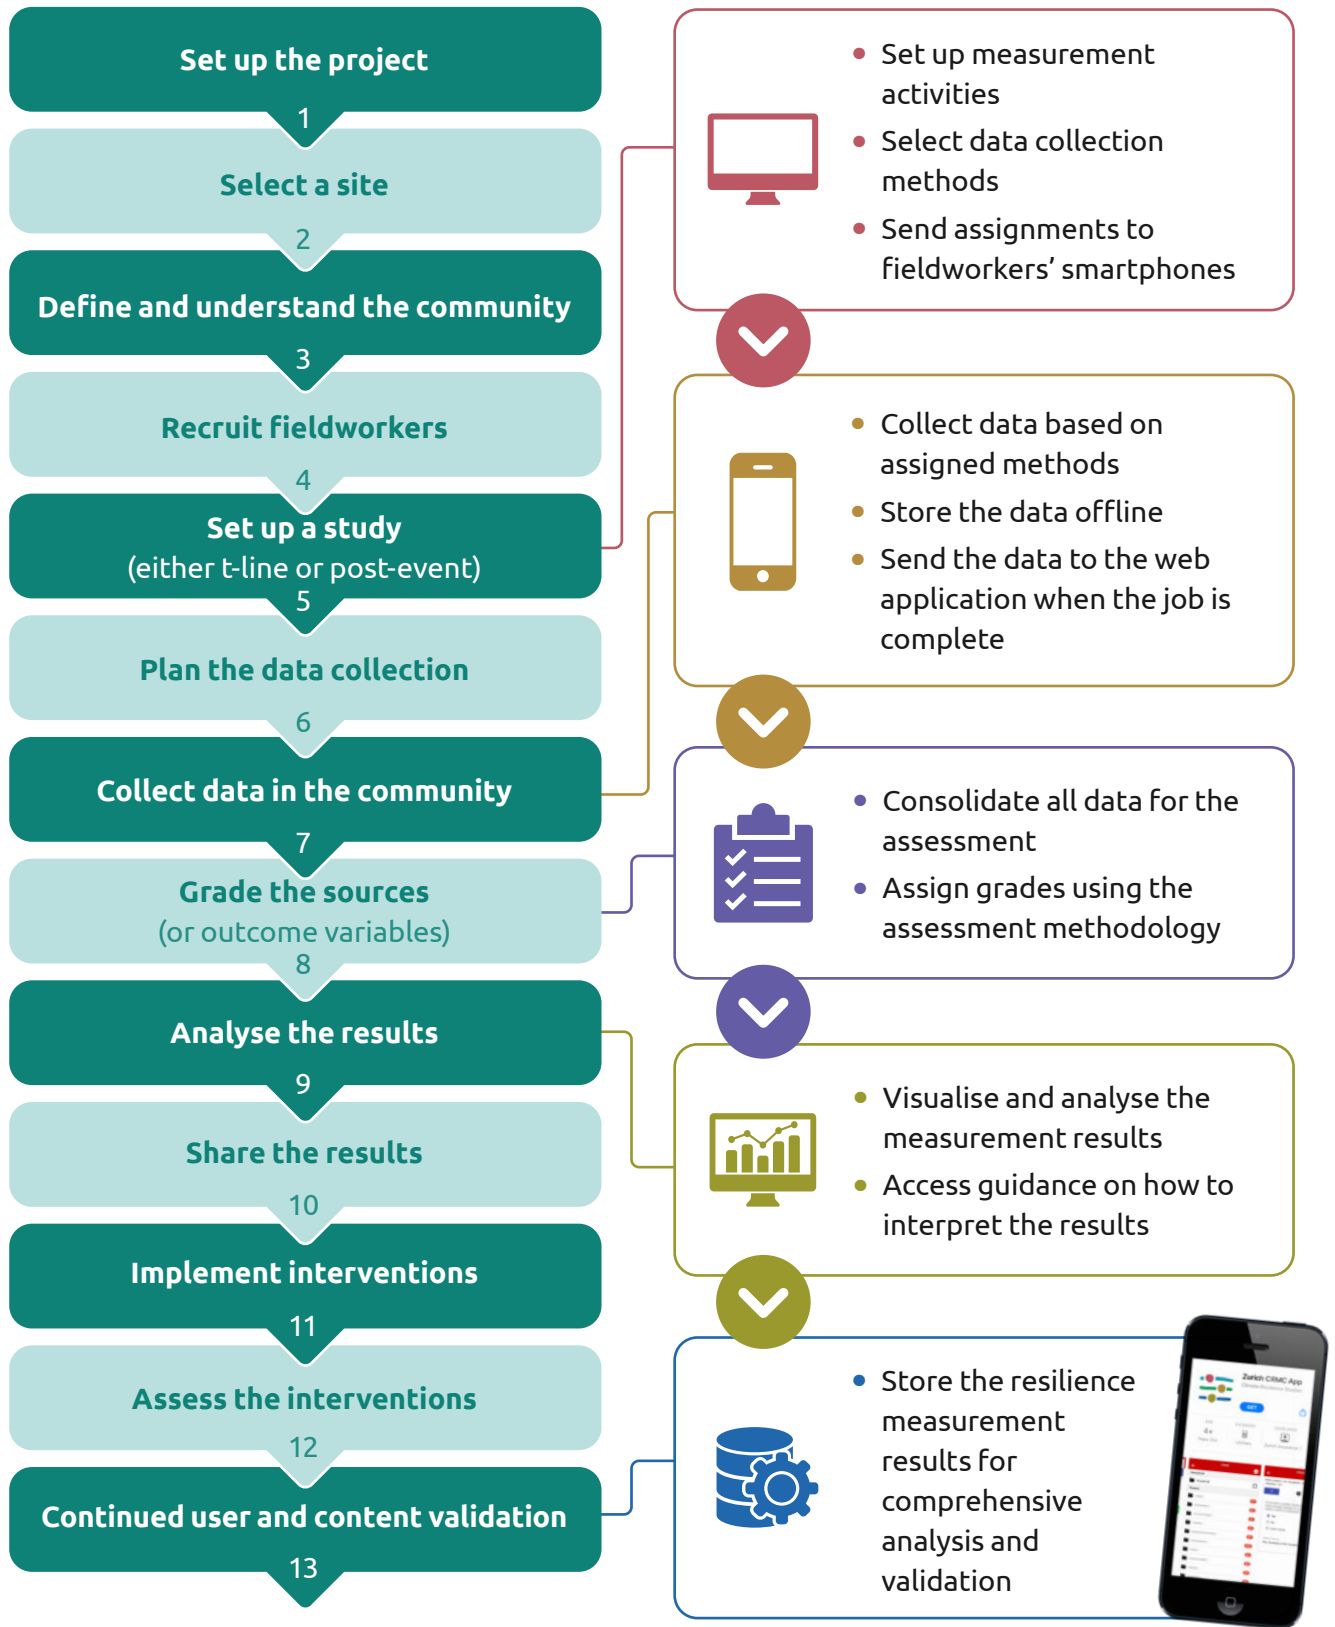 Set up the project
1
Select a site
2
Define and understand the community
3
Recruit fieldworkers
4
Set up a study
(either t-line or post-event)
5
Plan the data collection
6
Collect data in the community
7
Grade the sources
(or outcome variables)
8
Analyse the results
9
Share the results
10
Implement interventions
11
Assess the interventions
12
Continued user and content validation
13
• Set up measurement
activities
• Select data collection
methods
• Send assignments to
fieldworkers’ smartphones
• Collect data based on
assigned methods
• Store the data offline
• Send the data to the web
application when the job is
complete
• Consolidate all data for the
assessment
• Assign grades using the
assessment methodology
• Visualise and analyse the
measurement results
• Access guidance on how to
interpret the results
• Store the resilience
measurement
results for
comprehensive
analysis and
validation
Zurich CRMC App
GET